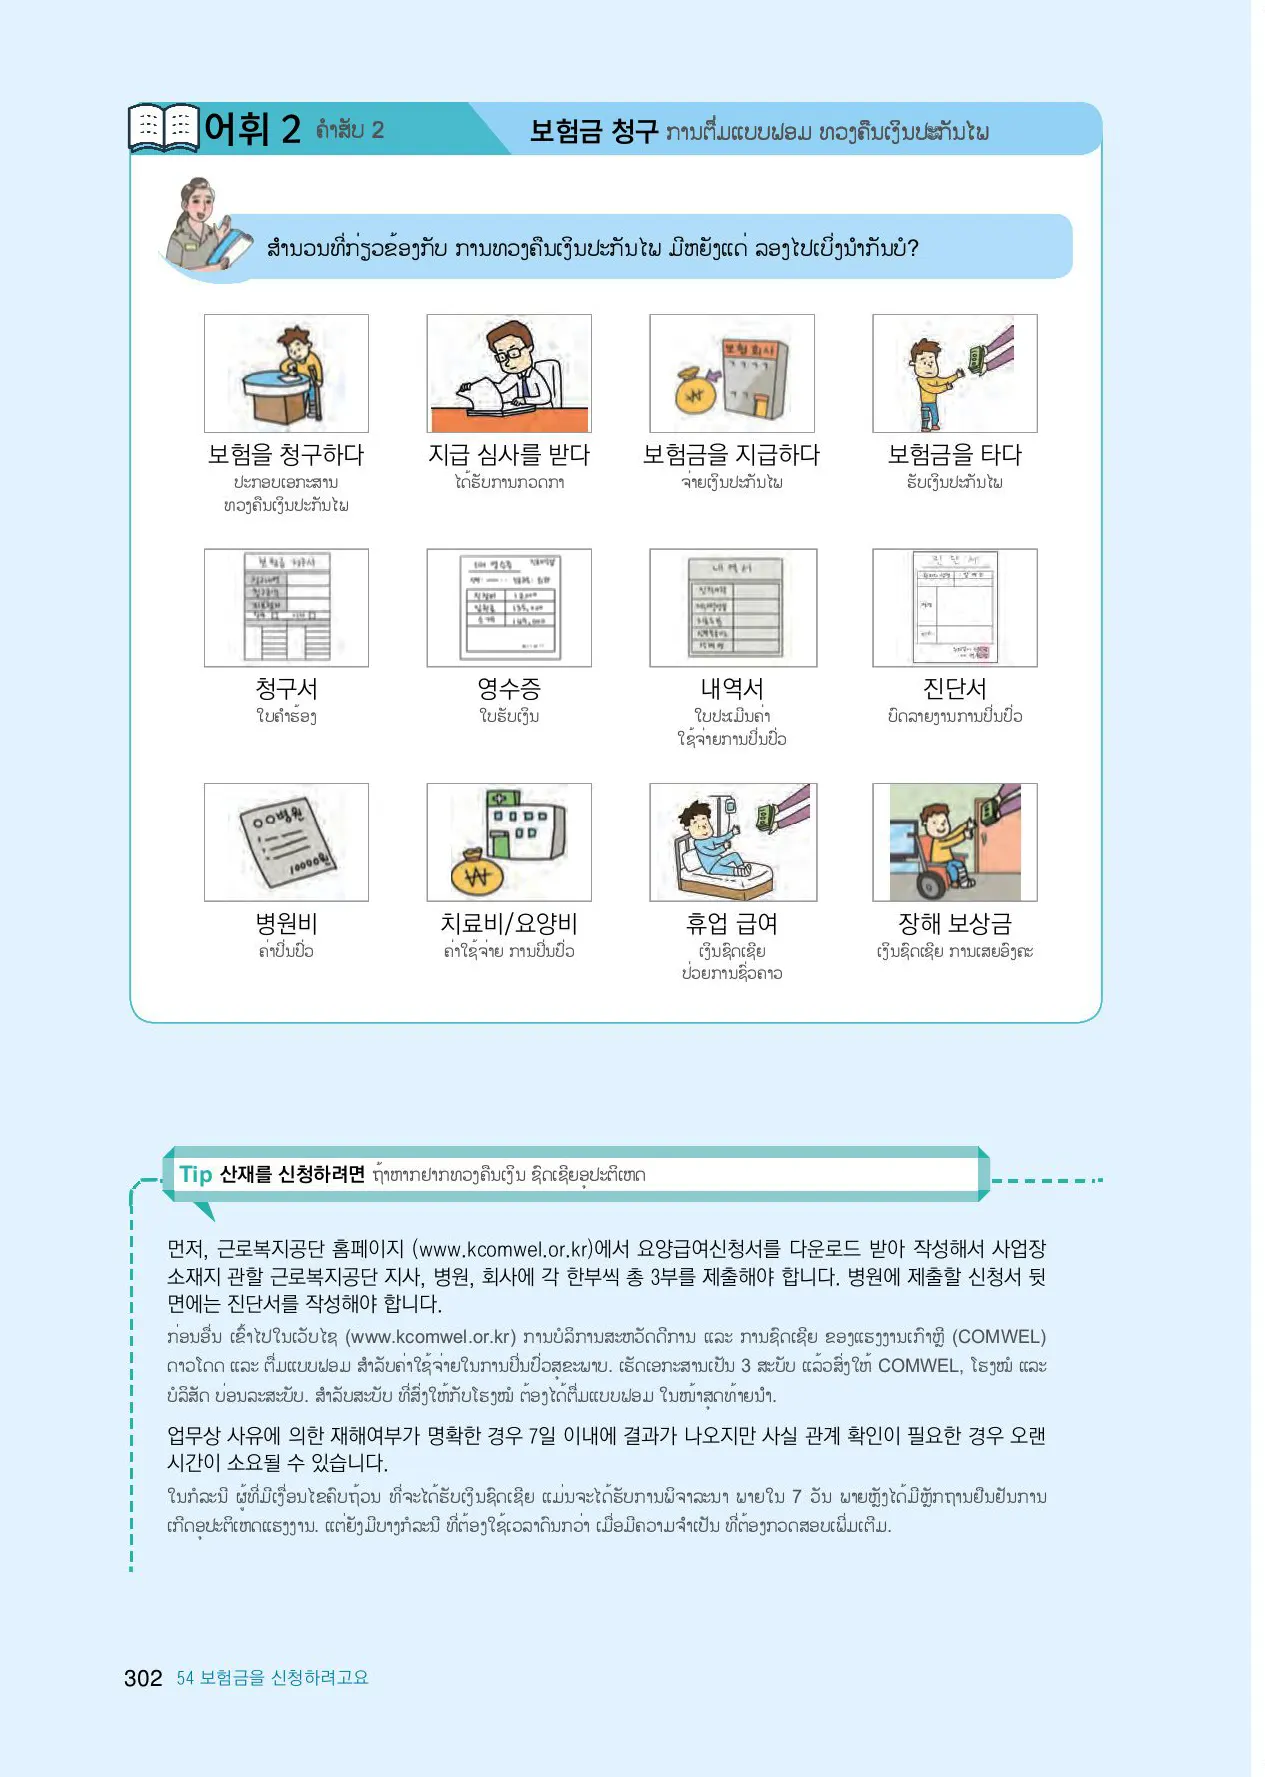 어휘 2 ຄຳສັບ 2
보험금 청구 ການຕື່ມແບບຟອມ ທວງຄືນເງິນປະກັນໄພ
ສຳນວນທີ່ກ່ຽວຂ້ອງກັບ ການທວງຄືນເງິນປະກັນໄພ ມີຫຍັງແດ່ ລອງໄປເບິ່ງນຳກັນບໍ?
보험회사
보험을 청구하다 지급 심사를 받다 보험금을 지급하다 보험금을 타다
ປະກອບເອກະສານ ໄດ້ຮັບການກວດກາ ຈ່າຍເງິນປະກັນໄພ ຮັບເງິນປະກັນໄພ
ທວງຄືນເງິນປະກັນໄພ
내역서 진단서
청구서 영수증 내역서 진단서
ໃບຄຳຮ້ອງ ໃບຮັບເງິນ ໃບປະເມີນຄ່າ ບົດລາຍງານການປິ່ນປົວ
ໃຊ້ຈ່າຍການປິ່ນປົວ
○○병원
10000원
병원비 치료비/요양비 휴업 급여 장해 보상금
ຄ່າປິ່ນປົວ ຄ່າໃຊ້ຈ່າຍ ການປິ່ນປົວ ເງິນຊົດເຊີຍ ເງິນຊົດເຊີຍ ການເສຍອົງຄະ
ປ່ວຍການຊົ່ວຄາວ
Tip 산재를 신청하려면 ຖ້າຫາກຢາກທວງຄືນເງິນ ຊົດເຊີຍອຸປະຕິເຫດ
먼저, 근로복지공단 홈페이지 (www.kcomwel.or.kr)에서 요양급여신청서를 다운로드 받아 작성해서 사업장
소재지 관할 근로복지공단 지사, 병원, 회사에 각 한부씩 총 3부를 제출해야 합니다. 병원에 제출할 신청서 뒷
면에는 진단서를 작성해야 합니다.
ກ່ອນອື່ນ ເຂົ້າໄປໃນເວັບໄຊ (www.kcomwel.or.kr) ການບໍລິການສະຫວັດດີການ ແລະ ການຊົດເຊີຍ ຂອງແຮງງານເກົາຫຼີ (COMWEL)
ດາວໂດດ ແລະ ຕື່ມແບບຟອມ ສຳລັບຄ່າໃຊ້ຈ່າຍໃນການປິ່ນປົວສຸຂະພາບ. ເຮັດເອກະສານເປັນ 3 ສະບັບ ແລ້ວສົ່ງໃຫ້ COMWEL, ໂຮງໝໍ ແລະ
ບໍລິສັດ ບ່ອນລະສະບັບ. ສຳລັບສະບັບ ທີ່ສົ່ງໃຫ້ກັບໂຮງໝໍ ຕ້ອງໄດ້ຕື່ມແບບຟອມ ໃນໜ້າສຸດທ້າຍນຳ.
업무상 사유에 의한 재해여부가 명확한 경우 7일 이내에 결과가 나오지만 사실 관계 확인이 필요한 경우 오랜
시간이 소요될 수 있습니다.
ໃນກໍລະນີ ຜູ້ທີ່ມີເງື່ອນໄຂຄົບຖ້ວນ ທີ່ຈະໄດ້ຮັບເງິນຊົດເຊີຍ ແມ່ນຈະໄດ້ຮັບການພິຈາລະນາ ພາຍໃນ 7 ວັນ ພາຍຫຼັງໄດ້ມີຫຼັກຖານຢືນຢັນການ
ເກີດອຸປະຕິເຫດແຮງງານ. ແຕ່ຍັງມີບາງກໍລະນີ ທີ່ຕ້ອງໃຊ້ເວລາດົນກວ່າ ເມື່ອມີຄວາມຈຳເປັນ ທີ່ຕ້ອງກວດສອບເພີ່ມເຕີມ.
302 54 보험금을 신청하려고요